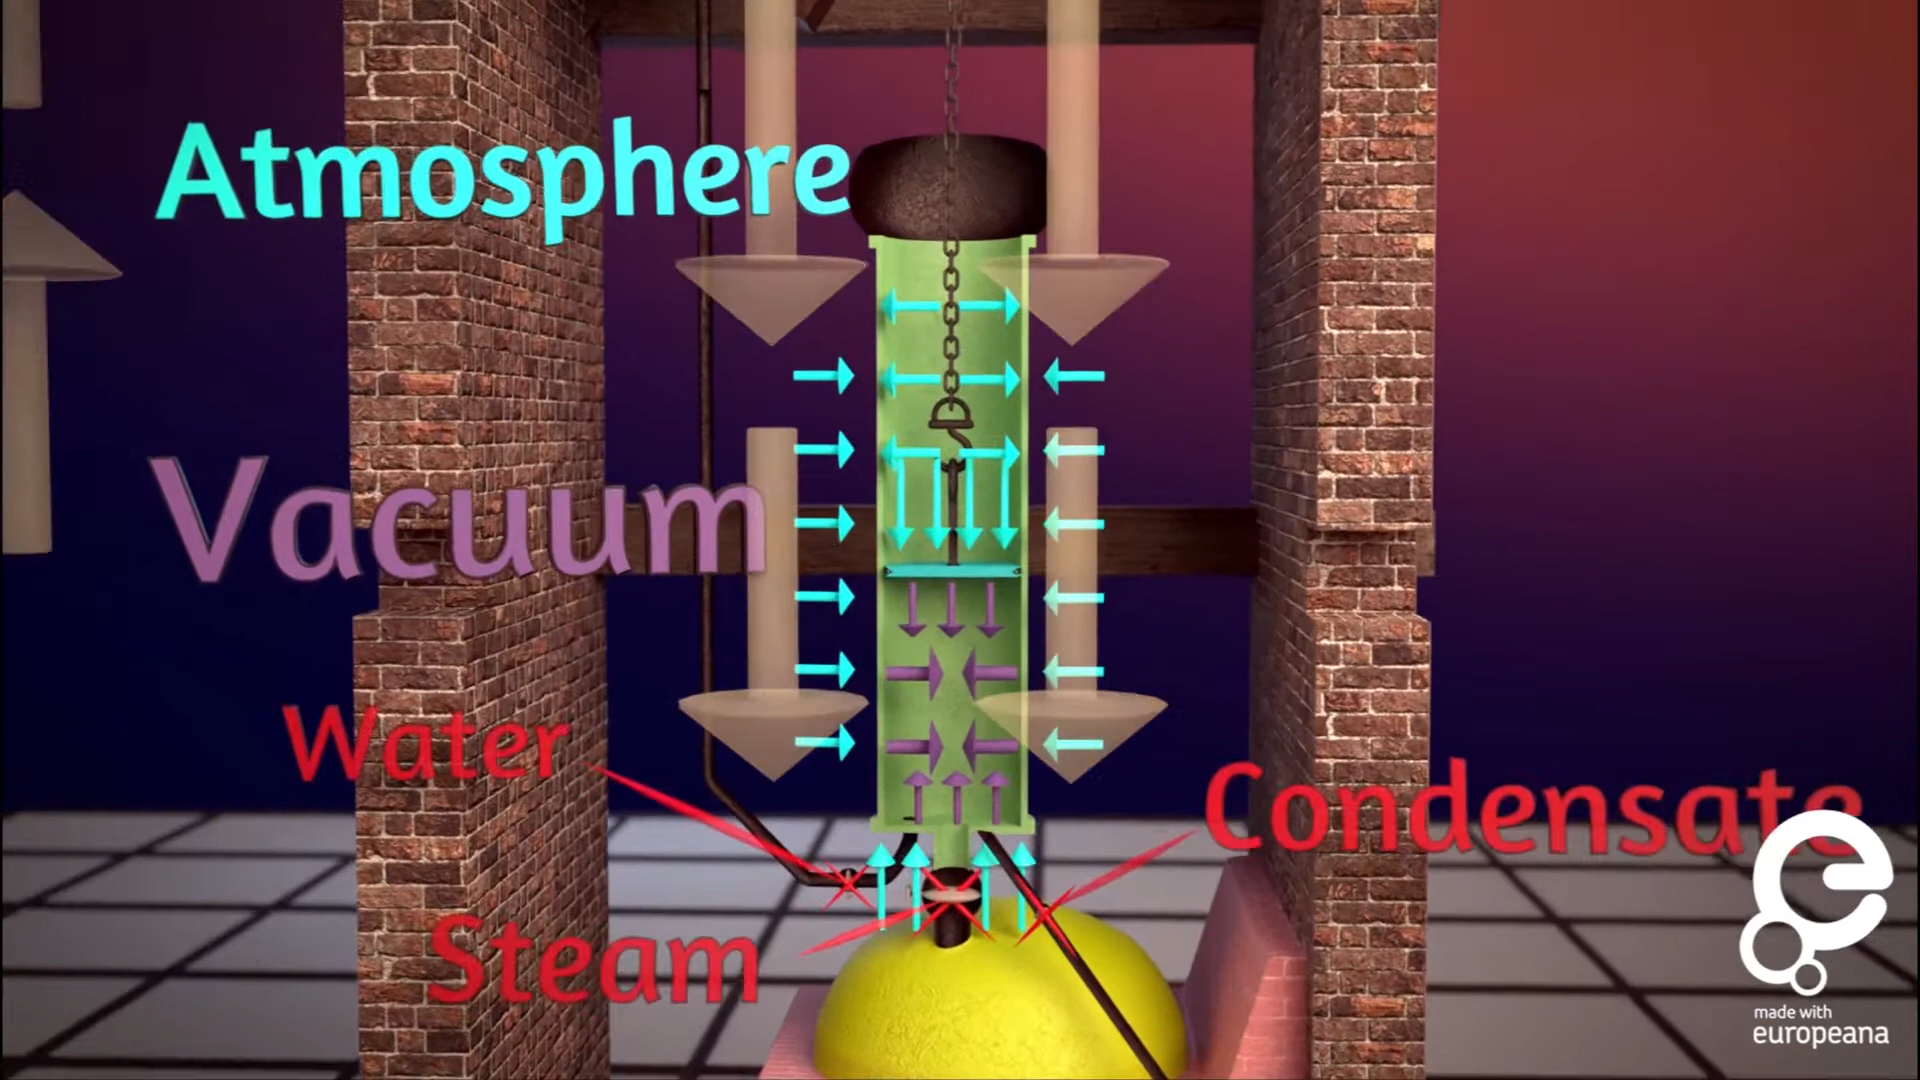 Atmosphere
Vacuum
Water
Condensate
Steam
made with
europeana